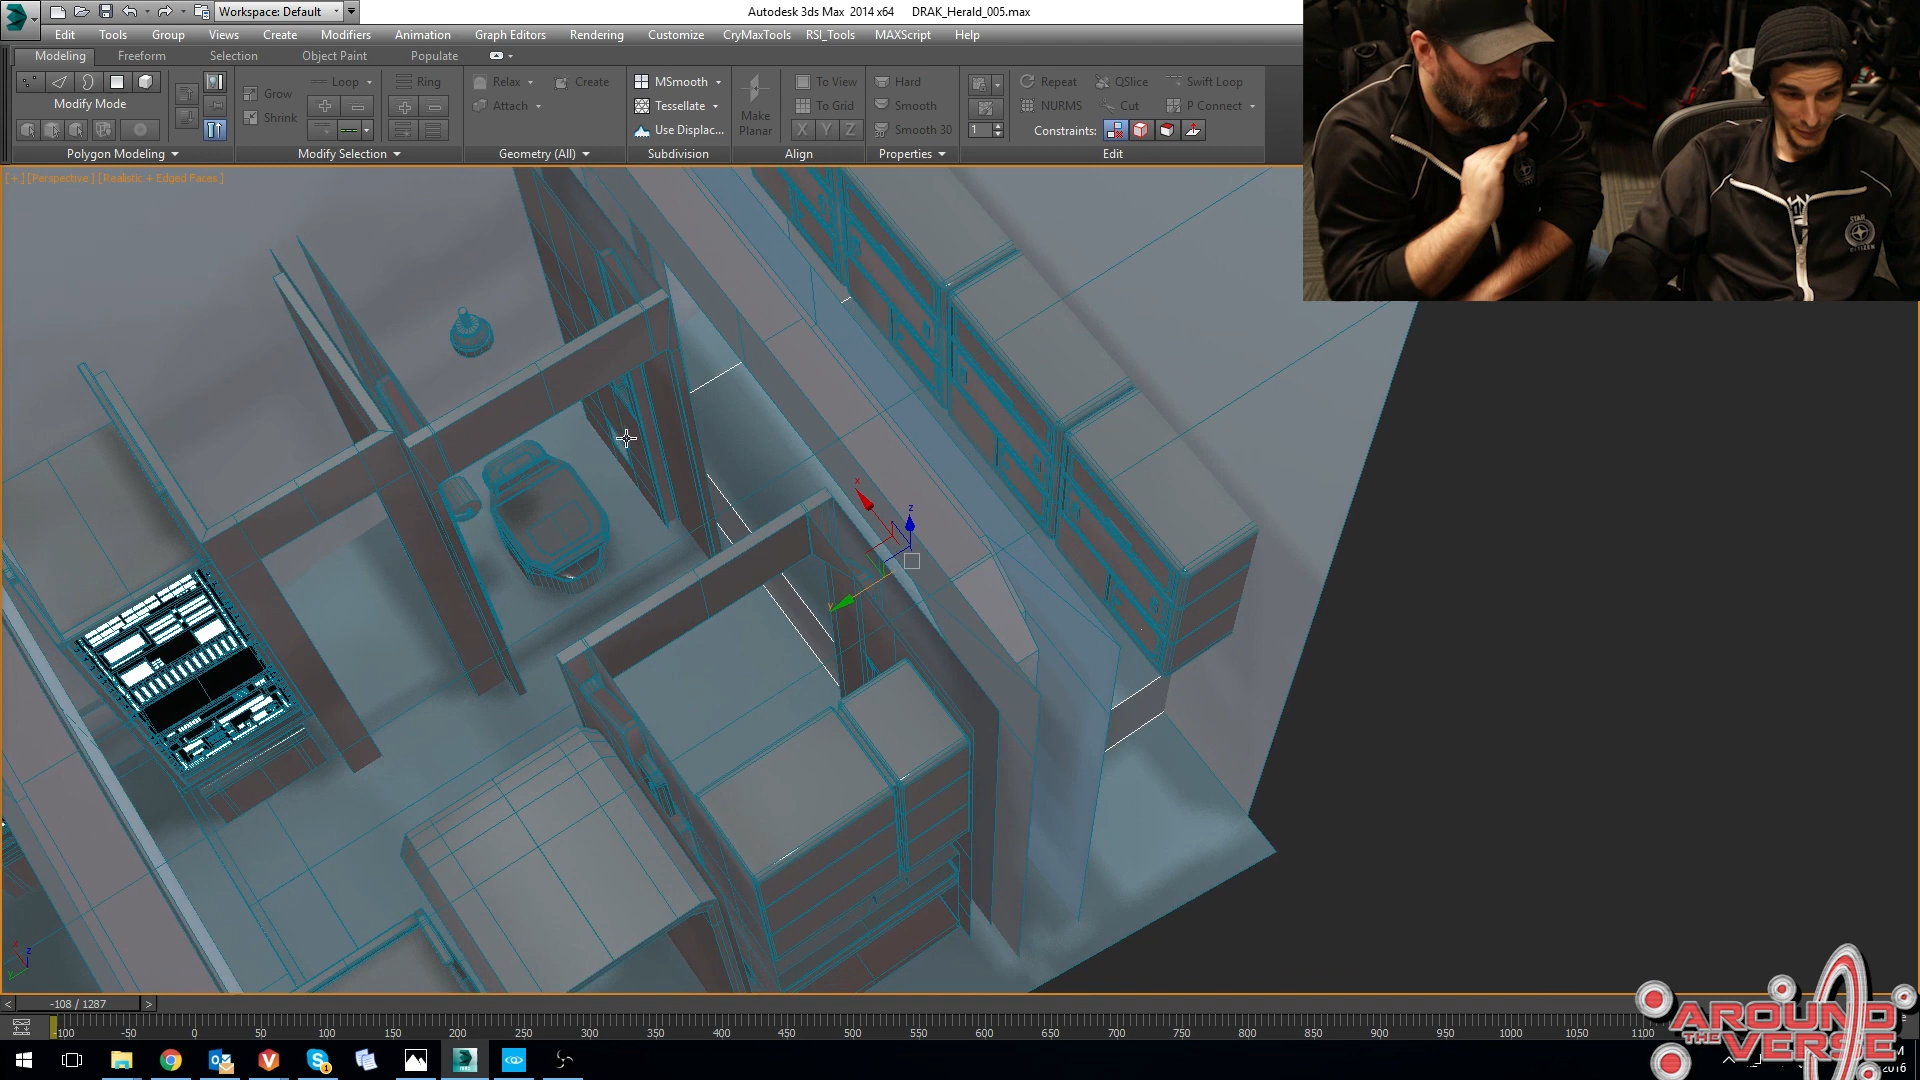 Workspace: Default
Autodesk 3ds Max 2014 x64 DRAK_Herald_005.max
Edit Tools Group Views Create Modifiers Animation Graph Editors Rendering Customize CryMaxTools RSI_Tools MAXScript Help
Modeling Freeform Selection Object Paint Populate
Loop Ring Relax Create MSmooth To View Hard Repeat QSlice Swift Loop
Modify Mode Grow Attach Tessellate Make Planar To Grid Smooth NURMS Cut P Connect
Shrink Use Displac... X Y Z Smooth 30 1 Constraints:
Polygon Modeling Modify Selection Geometry (All) Subdivision Align Properties Edit
[+] [Perspective] [Realistic + Edged Faces]
STAR
CITIZEN
x
z
y
z
< -108 / 1287 >
-100 -50 0 50 100 150 200 250 300 350 400 450 500 550 600 650 700 750 800 850 900 950 1000 1050 1100
AROUND
THE VERSE